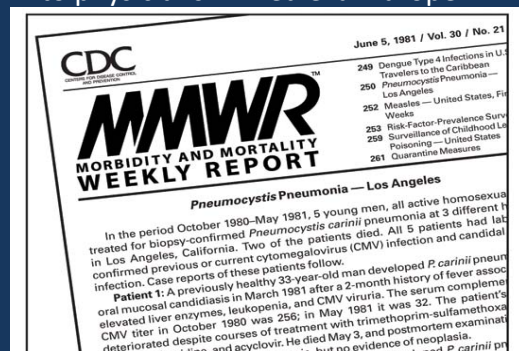 CDC
CENTERS FOR DISEASE CONTROL
AND PREVENTION
June 5, 1981 / Vol. 30 / No. 21
MMWR™
MORBIDITY AND MORTALITY
WEEKLY REPORT
249 Dengue Type 4 Infections in U.S.
Travelers to the Caribbean
250 Pneumocystis Pneumonia —
Los Angeles
252 Measles — United States, Fir
Weeks
253 Risk-Factor-Prevalence Surv
259 Surveillance of Childhood Le
Poisoning — United States
261 Quarantine Measures
Pneumocystis Pneumonia — Los Angeles
In the period October 1980–May 1981, 5 young men, all active homosexua
treated for biopsy-confirmed Pneumocystis carinii pneumonia at 3 different h
in Los Angeles, California. Two of the patients died. All 5 patients had lab
confirmed previous or current cytomegalovirus (CMV) infection and candidal
infection. Case reports of these patients follow.
Patient 1: A previously healthy 33-year-old man developed P. carinii pneum
oral mucosal candidiasis in March 1981 after a 2-month history of fever assoc
elevated liver enzymes, leukopenia, and CMV viruria. The serum compleme
CMV titer in October 1980 was 256; in May 1981 it was 32. The patient's
deteriorated despite courses of treatment with trimethoprim-sulfamethoxa
and acyclovir. He died May 3, and postmortem examinati
but no evidence of neoplasia.